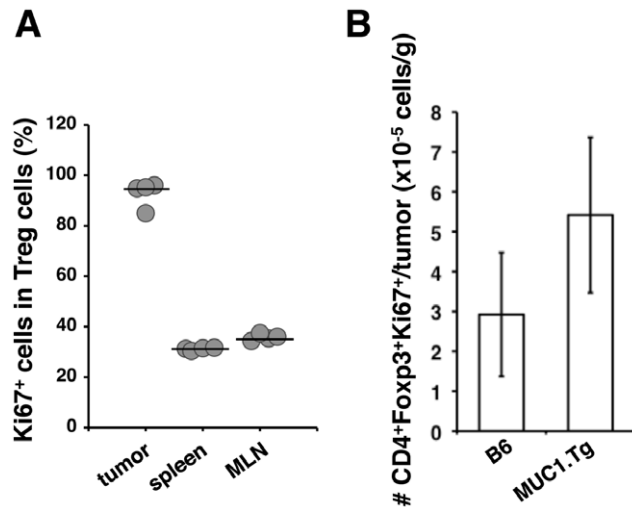 A
Ki67⁺ cells in Treg cells (%)
120
100
80
60
40
20
0
tumor
spleen
MLN
B
# CD4⁺Foxp3⁺Ki67⁺/tumor (x10⁻⁵ cells/g)
8
7
6
5
4
3
2
1
0
B6
MUC1.Tg